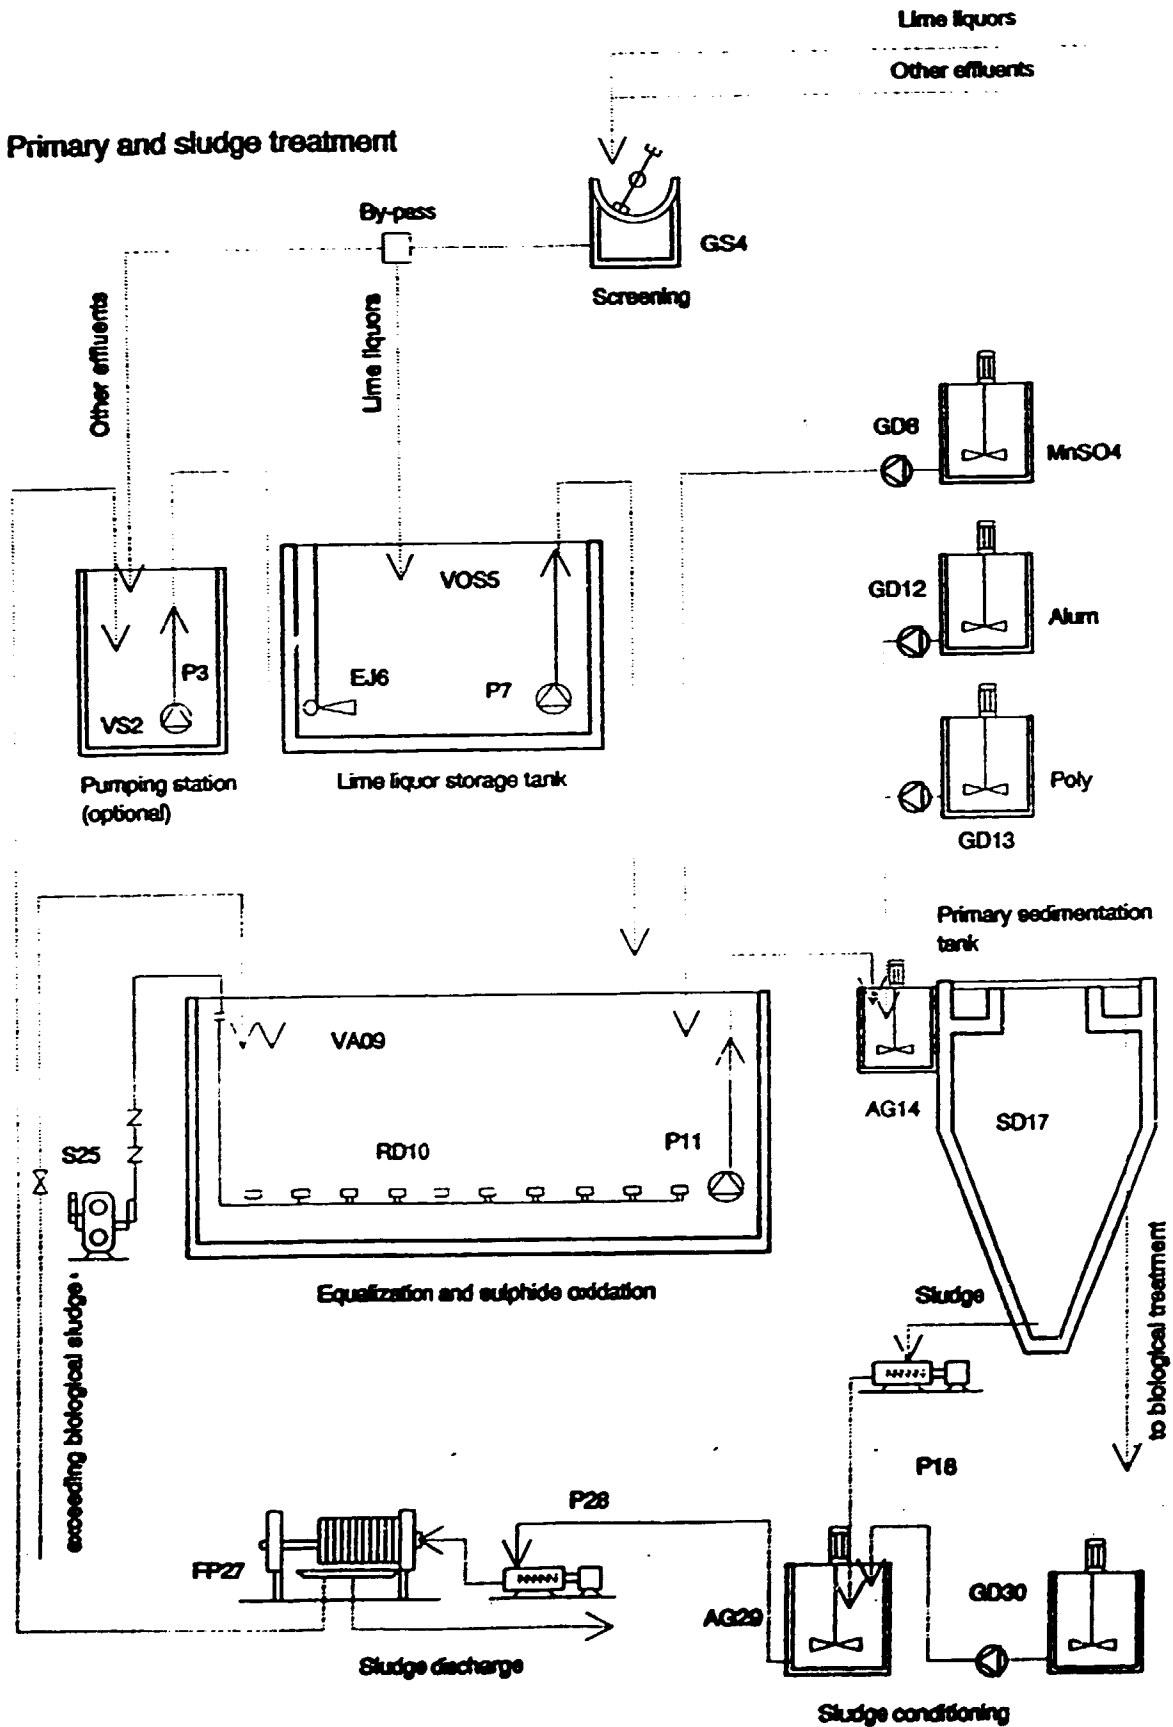 Lime liquors
Other effluents
Primary and sludge treatment
By-pass
GS4
Screening
Other effluents
Lime liquors
GD8
MnSO4
GD12
Alum
VOS5
P3
EJ6
P7
VS2
Poly
Pumping station
(optional)
Lime liquor storage tank
GD13
Primary sedimentation
tank
VA09
AG14
SD17
S25
RD10
P11
Equalization and sulphide oxidation
Sludge
to biological treatment
exceeding biological sludge
P18
P28
FP27
GD30
AG29
Sludge discharge
Sludge conditioning